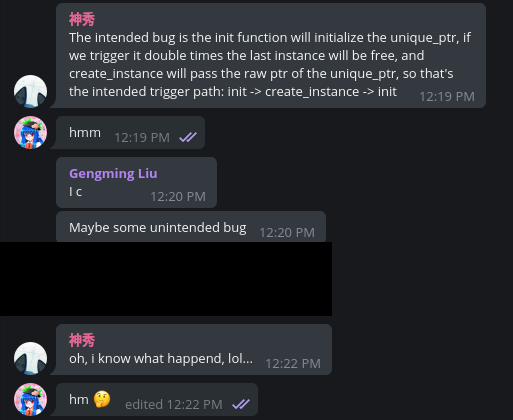 神秀
The intended bug is the init function will initialize the unique_ptr, if
we trigger it double times the last instance will be free, and
create_instance will pass the raw ptr of the unique_ptr, so that's
the intended trigger path: init -> create_instance -> init
12:19 PM
hmm 12:19 PM
Gengming Liu
I c 12:20 PM
Maybe some unintended bug 12:20 PM
神秀
oh, i know what happend, lol... 12:22 PM
hm 🤔 edited 12:22 PM